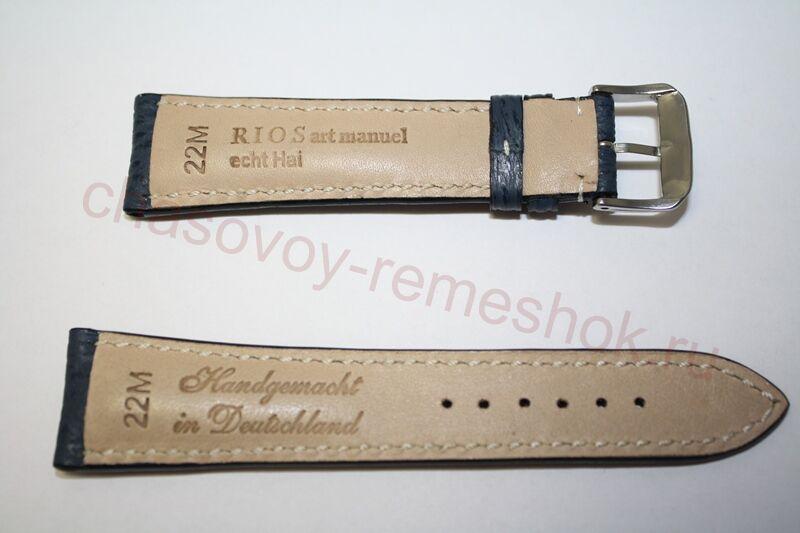 22M
RIOS art manuel
echt Hai
chasovoy-remeshok.ru
22M
Handgemacht
in Deutschland